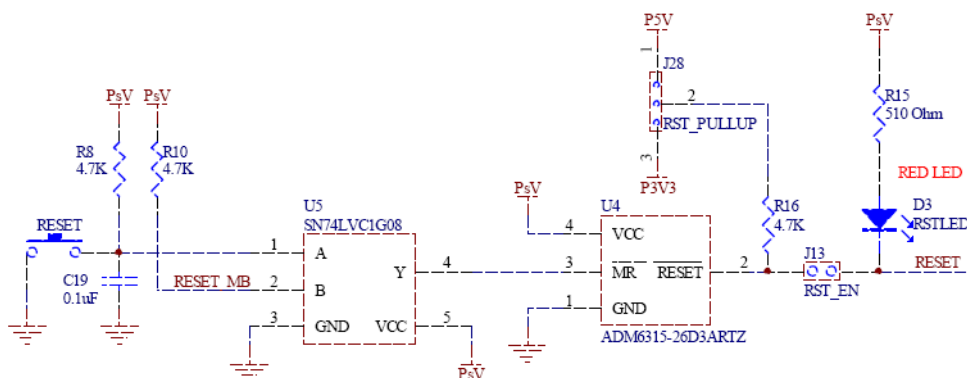 P5V
PsV
1
J28
PsV
PsV
2
R15
510 Ohm
RST_PULLUP
R8
4.7K
R10
4.7K
3
P3V3
RED LED
U5
SN74LVC1G08
PsV
U4
R16
4.7K
D3
RSTLED
RESET
4
VCC
1
A
J13
C19
0.1uF
RESET_MB
2
B
Y
4
3
MR
RESET
2
RST_EN
RESET
3
GND
VCC
5
1
GND
PsV
ADM6315-26D3ARTZ